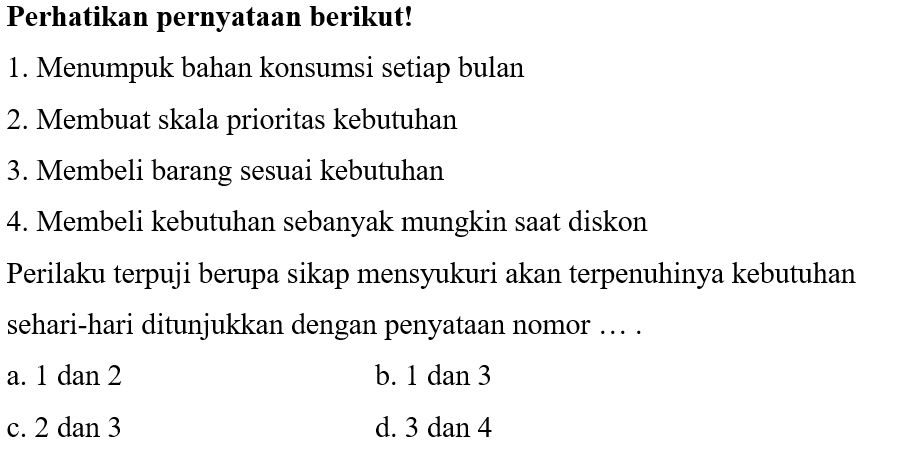 Perhatikan pernyataan berikut!
1. Menumpuk bahan konsumsi setiap bulan
2. Membuat skala prioritas kebutuhan
3. Membeli barang sesuai kebutuhan
4. Membeli kebutuhan sebanyak mungkin saat diskon
Perilaku terpuji berupa sikap mensyukuri akan terpenuhinya kebutuhan
sehari-hari ditunjukkan dengan penyataan nomor … .
a. 1 dan 2 b. 1 dan 3
c. 2 dan 3 d. 3 dan 4